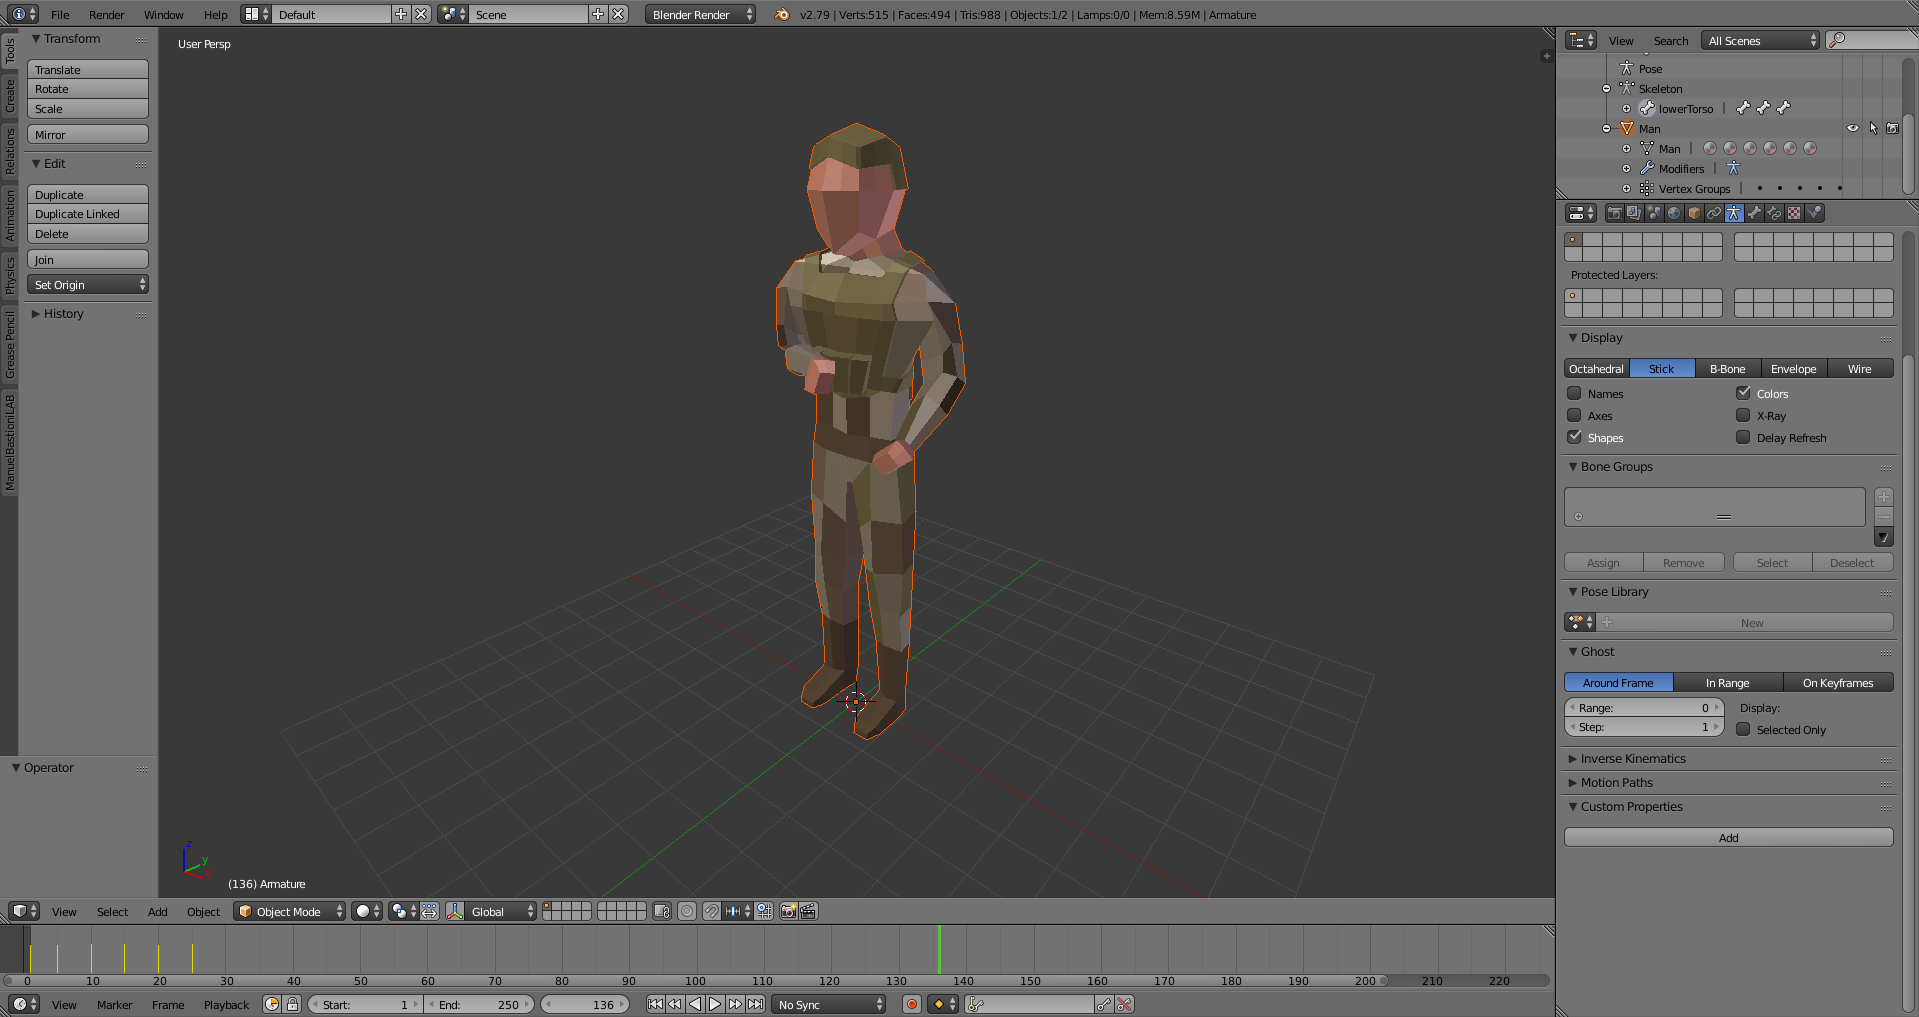 File Render Window Help Default Scene Blender Render v2.79 | Verts:515 | Faces:494 | Tris:988 | Objects:1/2 | Lamps:0/0 | Mem:8.59M | Armature
Tools
Create
Relations
Animation
Physics
Grease Pencil
ManuelBastioniLAB
Transform
Translate
Rotate
Scale
Mirror
Edit
Duplicate
Duplicate Linked
Delete
Join
Set Origin
History
Operator
User Persp
z
y
x
(136) Armature
View Select Add Object Object Mode Global
0 10 20 30 40 50 60 70 80 90 100 110 120 130 140 150 160 170 180 190 200 210 220
View Marker Frame Playback Start: 1 End: 250 136 No Sync
View Search All Scenes
Pose
Skeleton
lowerTorso
Man
Man
Modifiers
Vertex Groups
Protected Layers:
Display
Octahedral Stick B-Bone Envelope Wire
Names Colors
Axes X-Ray
Shapes Delay Refresh
Bone Groups
Assign Remove Select Deselect
Pose Library
New
Ghost
Around Frame In Range On Keyframes
Range: 0 Display:
Step: 1 Selected Only
Inverse Kinematics
Motion Paths
Custom Properties
Add